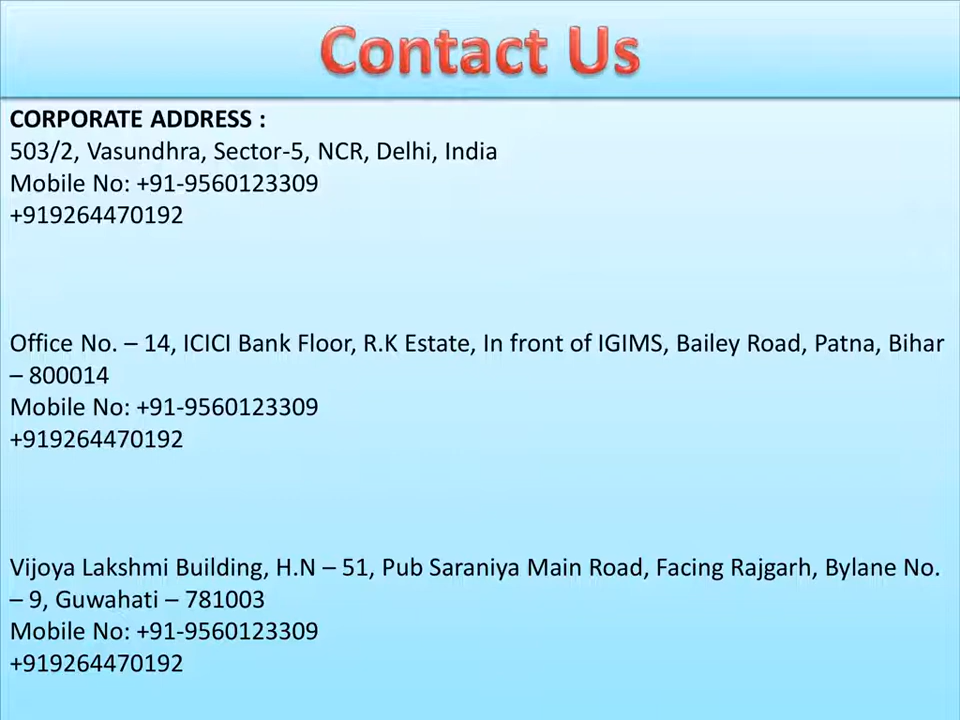 Contact Us
CORPORATE ADDRESS :
503/2, Vasundhra, Sector-5, NCR, Delhi, India
Mobile No: +91-9560123309
+919264470192
Office No. – 14, ICICI Bank Floor, R.K Estate, In front of IGIMS, Bailey Road, Patna, Bihar
– 800014
Mobile No: +91-9560123309
+919264470192
Vijoya Lakshmi Building, H.N – 51, Pub Saraniya Main Road, Facing Rajgarh, Bylane No.
– 9, Guwahati – 781003
Mobile No: +91-9560123309
+919264470192